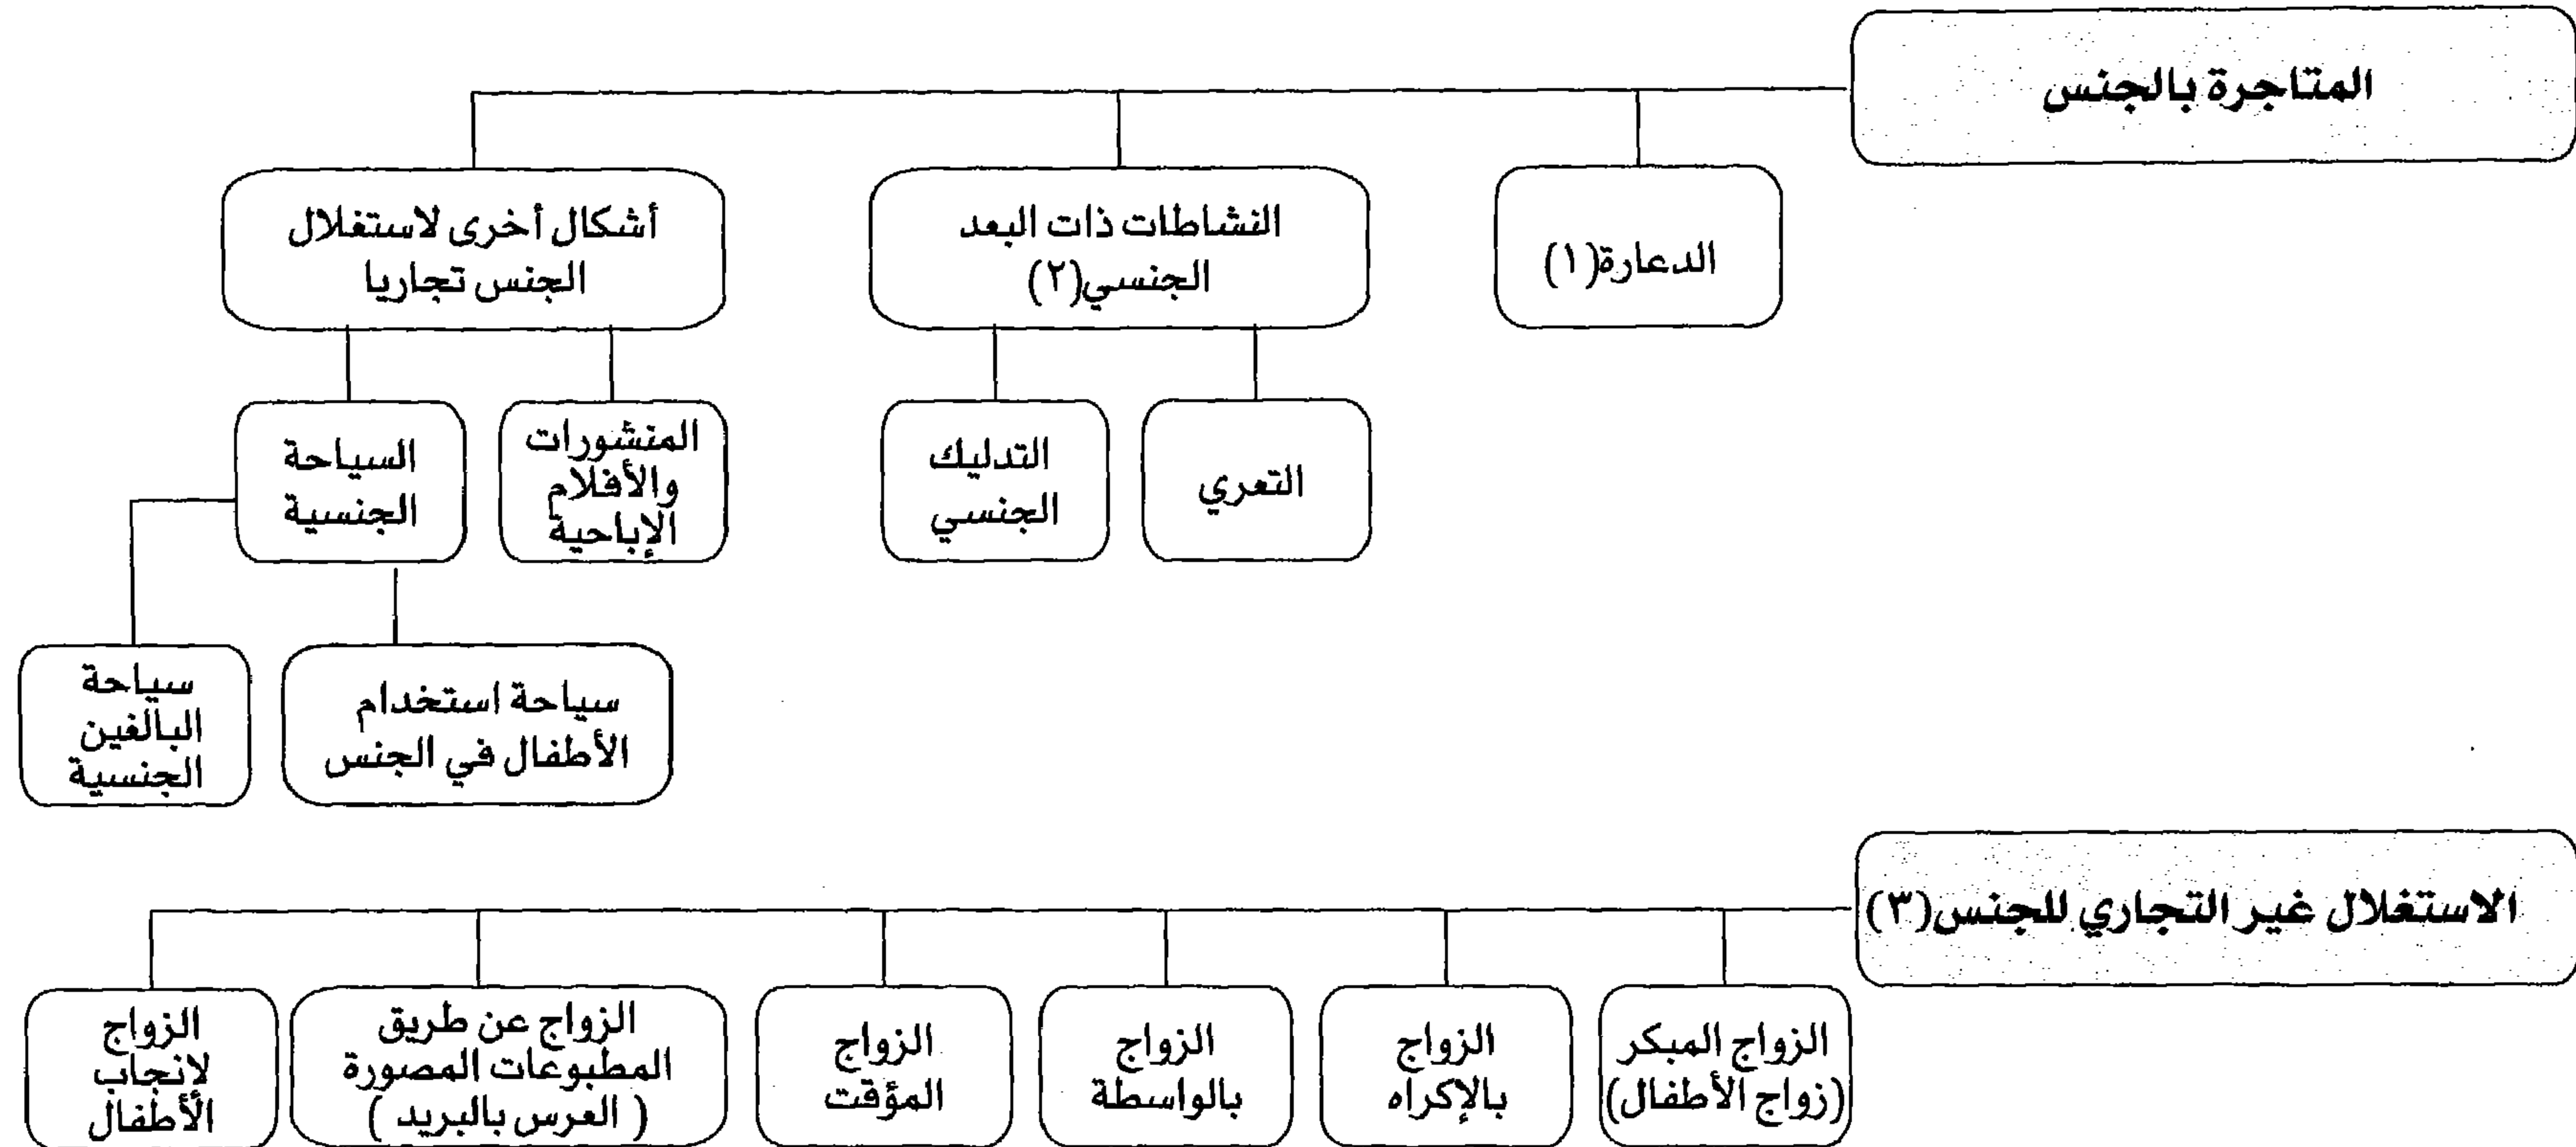 المتاجرة بالجنس
الدعارة(١)
النشاطات ذات البعد
الجنسي(٢)
أشكال أخرى لاستغلال
الجنس تجاريا
التعري
التدليك
الجنسي
المنشورات
والأفلام
الإباحية
السياحة
الجنسية
سياحة استخدام
الأطفال في الجنس
سياحة
البالغين
الجنسية
الاستغلال غير التجاري للجنس(٣)
الزواج المبكر
(زواج الأطفال)
الزواج
بالإكراه
الزواج
بالواسطة
الزواج
المؤقت
الزواج عن طريق
المطبوعات المصورة
( العرس بالبريد )
الزواج
لانجاب
الأطفال